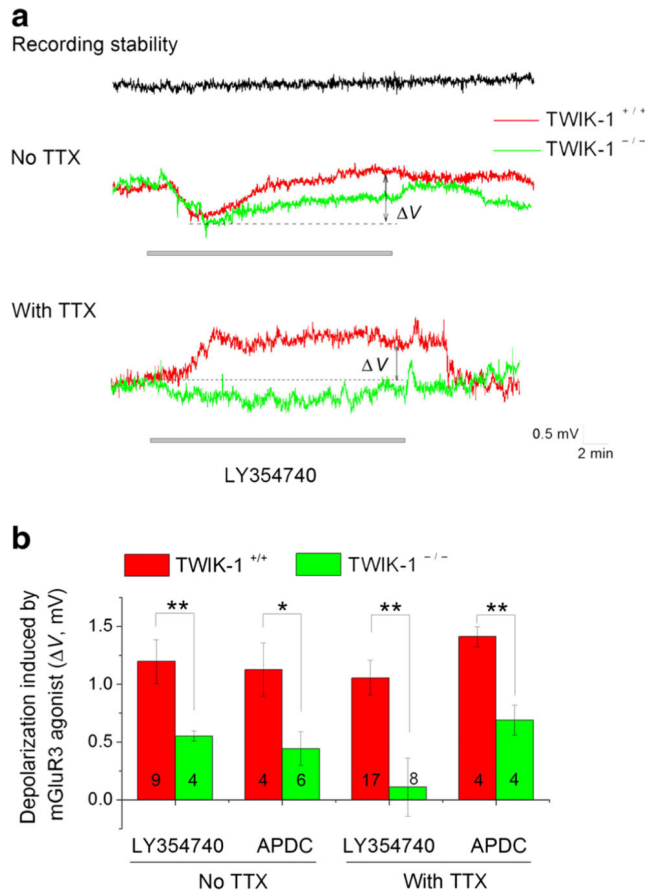 a
Recording stability
TWIK-1 +/+
TWIK-1 −/−
No TTX
ΔV
With TTX
ΔV
0.5 mV
2 min
LY354740
b
TWIK-1 +/+ TWIK-1 −/−
Depolarization induced by
mGluR3 agonist (ΔV, mV)
** * ** **
1.5
1.0
0.5
0.0
9 4 4 6 17 8 4 4
LY354740 APDC LY354740 APDC
No TTX With TTX